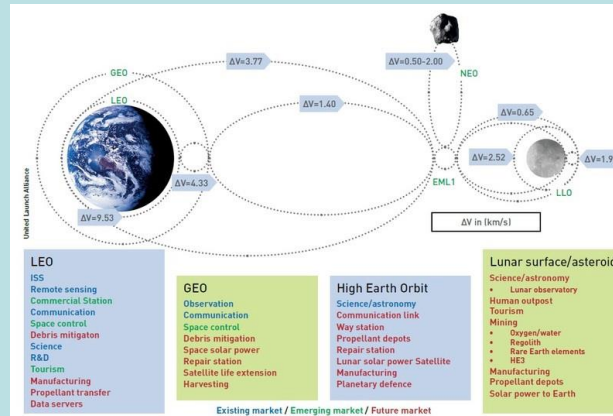 GEO
LEO
ΔV=3.77
ΔV=0.50-2.00
NEO
ΔV=1.40
ΔV=0.65
ΔV=2.52
ΔV=1.9
ΔV=4.33
EML1
LLO
ΔV=9.53
ΔV in (km/s)
United Launch Alliance
LEO
ISS
Remote sensing
Commercial Station
Communication
Space control
Debris mitigaton
Science
R&D
Tourism
Manufacturing
Propellant transfer
Data servers
GEO
Observation
Communication
Space control
Debris mitigation
Space solar power
Repair station
Satellite life extension
Harvesting
High Earth Orbit
Science/astronomy
Communication link
Way station
Propellant depots
Repair station
Lunar solar power Satellite
Manufacturing
Planetary defence
Lunar surface/asteroid
Science/astronomy
• Lunar observatory
Human outpost
Tourism
Mining
• Oxygen/water
• Regolith
• Rare Earth elements
• HE3
Manufacturing
Propellant depots
Solar power to Earth
Existing market / Emerging market / Future market